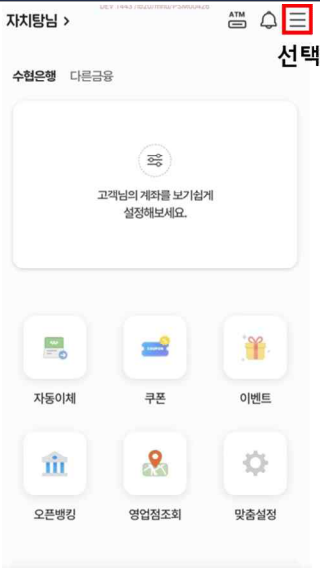 자치탕님 >
ATM
선택
수협은행 다른금융
고객님의 계좌를 보기쉽게
설정해보세요.
COUPON
자동이체 쿠폰 이벤트
오픈뱅킹 영업점조회 맞춤설정